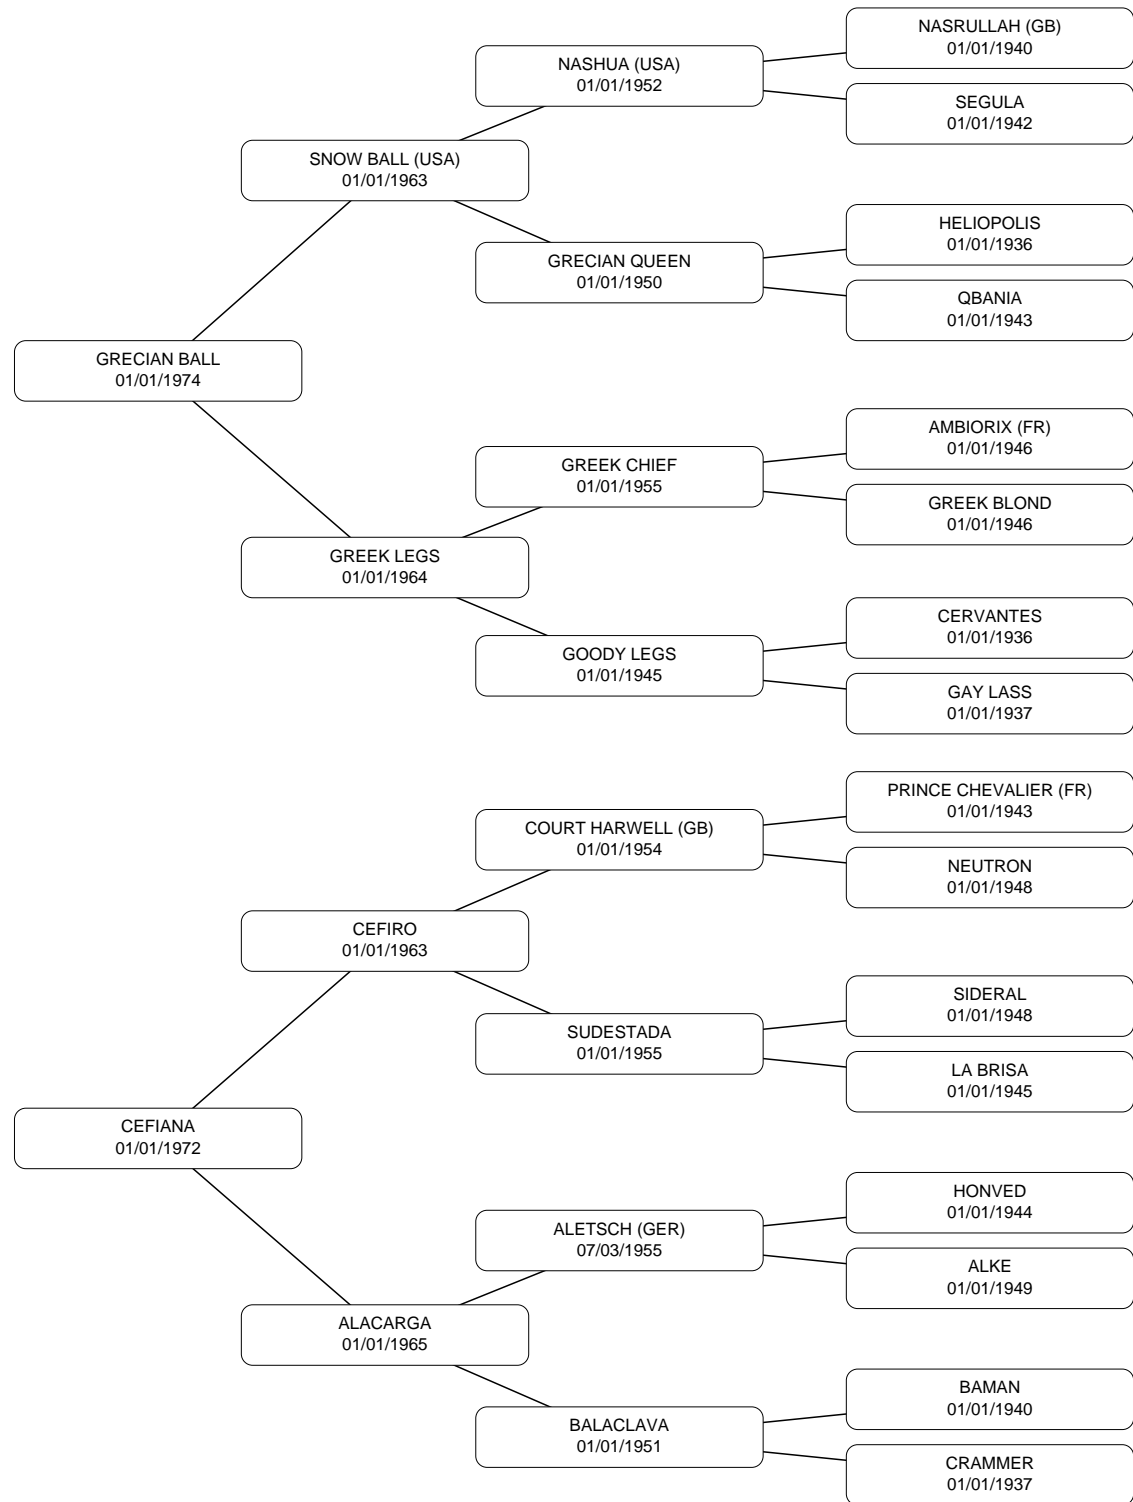 NASRULLAH (GB)
01/01/1940
NASHUA (USA)
01/01/1952
SEGULA
01/01/1942
SNOW BALL (USA)
01/01/1963
HELIOPOLIS
01/01/1936
GRECIAN QUEEN
01/01/1950
QBANIA
01/01/1943
GRECIAN BALL
01/01/1974
AMBIORIX (FR)
01/01/1946
GREEK CHIEF
01/01/1955
GREEK BLOND
01/01/1946
GREEK LEGS
01/01/1964
CERVANTES
01/01/1936
GOODY LEGS
01/01/1945
GAY LASS
01/01/1937
PRINCE CHEVALIER (FR)
01/01/1943
COURT HARWELL (GB)
01/01/1954
NEUTRON
01/01/1948
CEFIRO
01/01/1963
SIDERAL
01/01/1948
SUDESTADA
01/01/1955
LA BRISA
01/01/1945
CEFIANA
01/01/1972
HONVED
01/01/1944
ALETSCH (GER)
07/03/1955
ALKE
01/01/1949
ALACARGA
01/01/1965
BAMAN
01/01/1940
BALACLAVA
01/01/1951
CRAMMER
01/01/1937